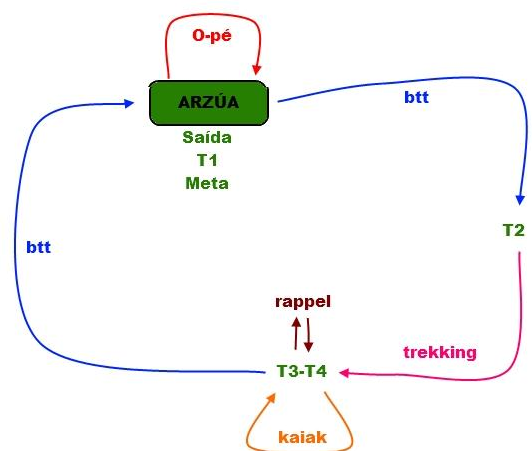 O-pé
ARZÚA
Saída
T1
Meta
btt
T2
btt
rappel
trekking
T3-T4
kaiak